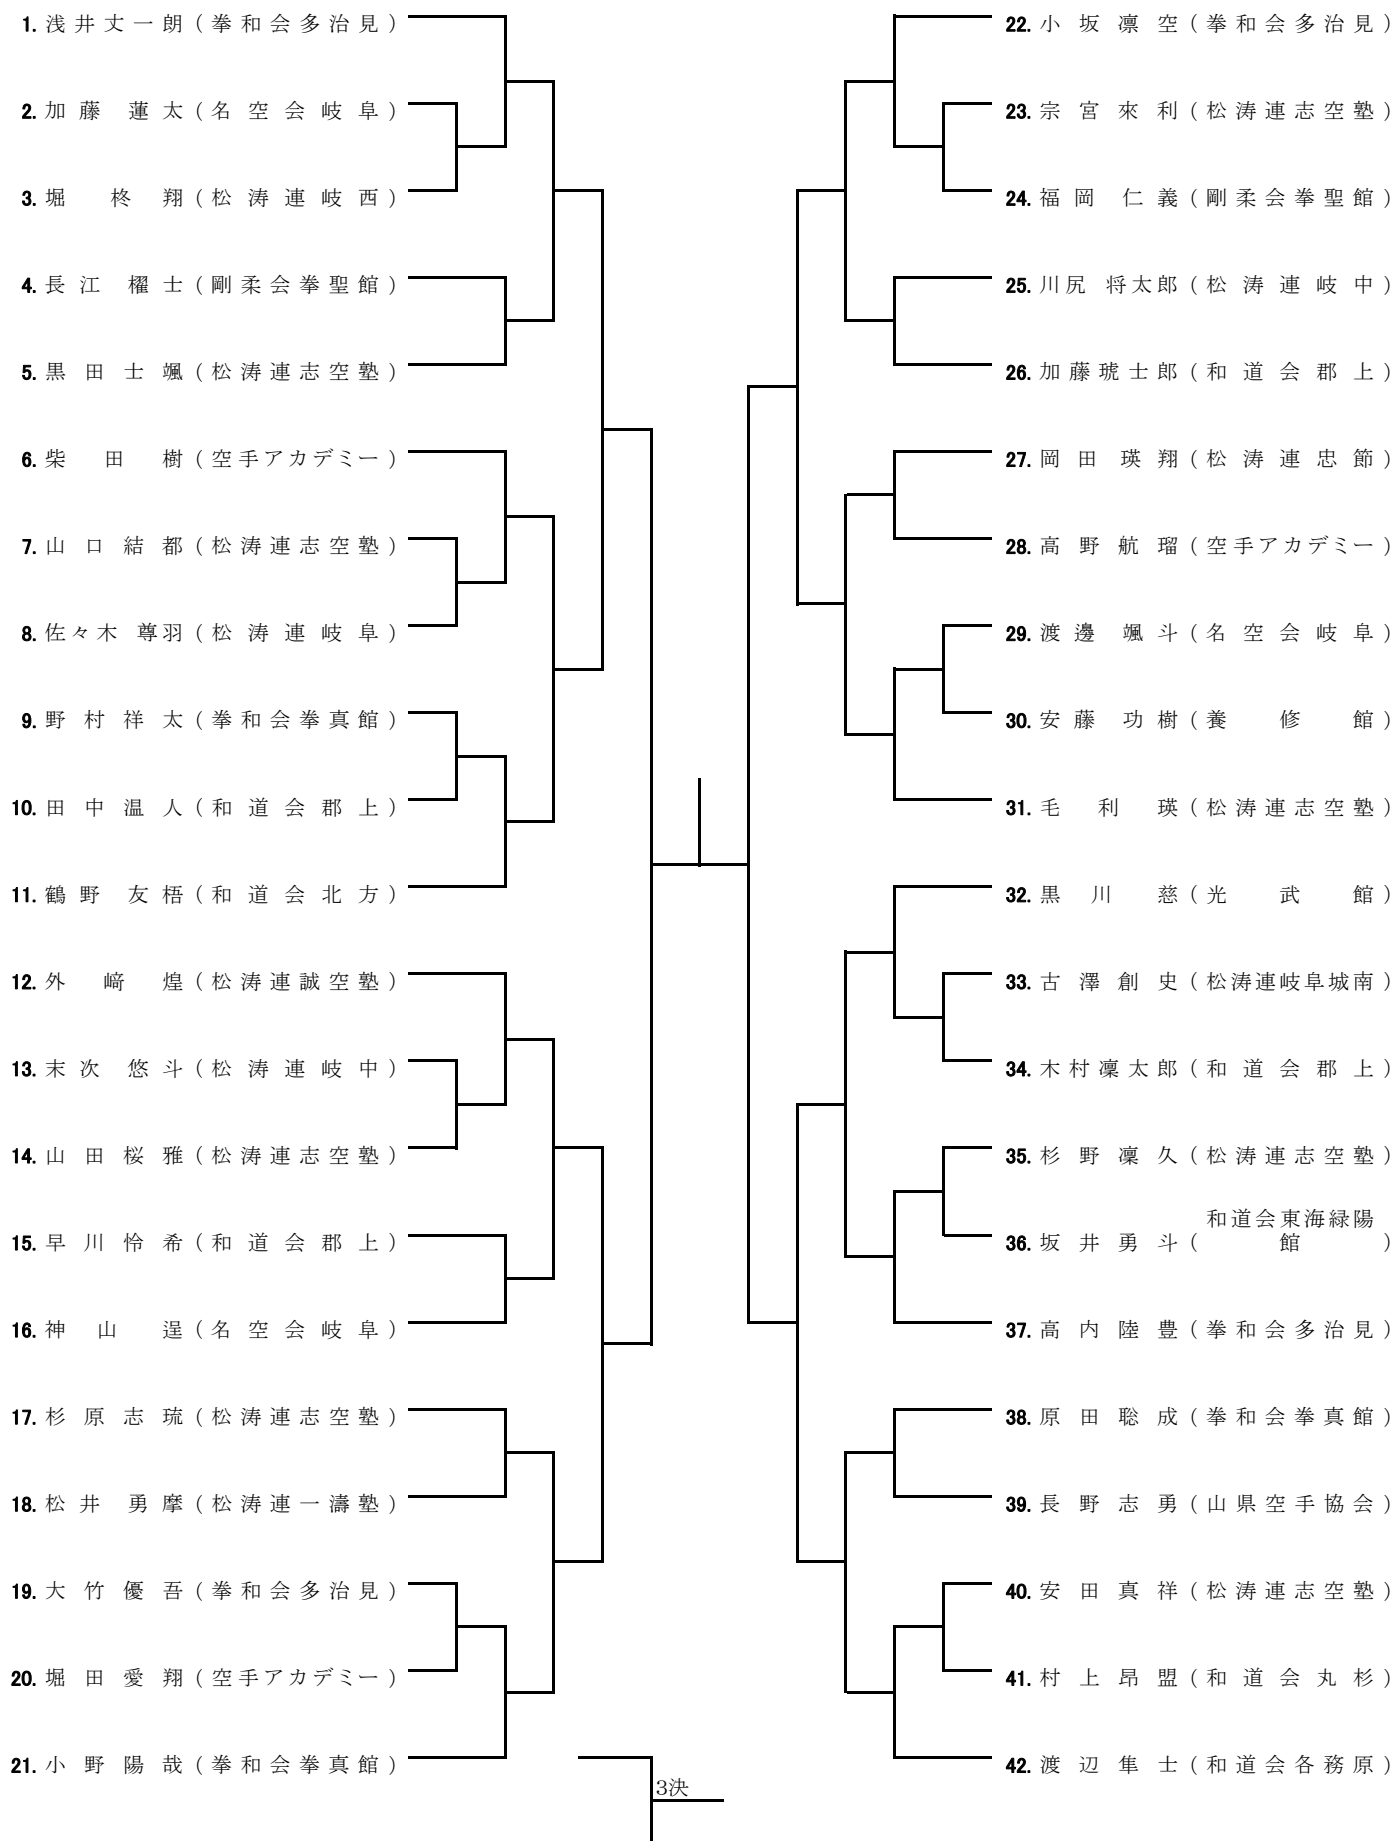 1. 浅井丈一朗 (拳和会多治見)
2. 加藤 蓮太 (名空会岐阜)
3. 堀 柊翔 (松涛連岐西)
4. 長江 櫂士 (剛柔会拳聖館)
5. 黒田士颯 (松涛連志空塾)
6. 柴田 樹 (空手アカデミー)
7. 山口結都 (松涛連志空塾)
8. 佐々木 尊羽 (松涛連岐阜)
9. 野村祥太 (拳和会拳真館)
10. 田中温人 (和道会郡上)
11. 鶴野 友梧 (和道会北方)
12. 外﨑 煌 (松涛連誠空塾)
13. 末次 悠斗 (松涛連岐中)
14. 山田桜雅 (松涛連志空塾)
15. 早川怜希 (和道会郡上)
16. 神山 逞 (名空会岐阜)
17. 杉原志琉 (松涛連志空塾)
18. 松井 勇摩 (松涛連一濤塾)
19. 大竹優吾 (拳和会多治見)
20. 堀田愛翔 (空手アカデミー)
21. 小野陽哉 (拳和会拳真館)
22. 小坂凛空 (拳和会多治見)
23. 宗宮來利 (松涛連志空塾)
24. 福岡 仁義 (剛柔会拳聖館)
25. 川尻 将太郎 (松涛連岐中)
26. 加藤琥士郎 (和道会郡上)
27. 岡田 瑛翔 (松涛連忠節)
28. 高野航瑠 (空手アカデミー)
29. 渡邊 颯斗 (名空会岐阜)
30. 安藤 功樹 (養修館)
31. 毛利 瑛 (松涛連志空塾)
32. 黒川 慈 (光武館)
33. 古澤創史 (松涛連岐阜城南)
34. 木村凜太郎 (和道会郡上)
35. 杉野凜久 (松涛連志空塾)
36. 坂井勇斗 (和道会東海緑陽館)
37. 高内陸豊 (拳和会多治見)
38. 原田聡成 (拳和会拳真館)
39. 長野志勇 (山県空手協会)
40. 安田真祥 (松涛連志空塾)
41. 村上昂盟 (和道会丸杉)
42. 渡辺隼士 (和道会各務原)
3決